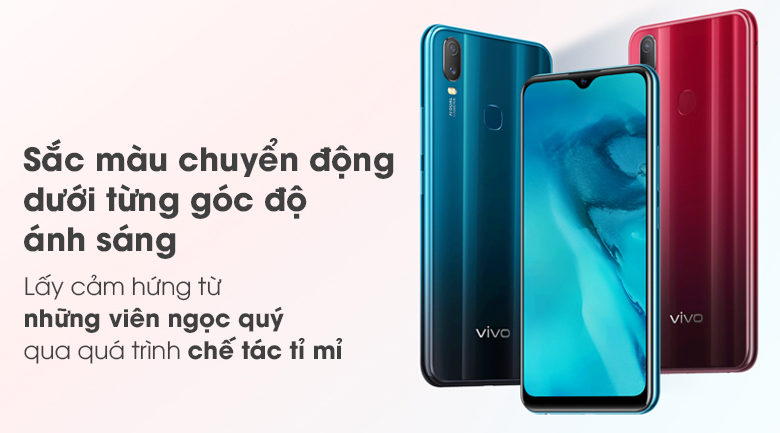 Sắc màu chuyển động
dưới từng góc độ
ánh sáng
Lấy cảm hứng từ
những viên ngọc quý
qua quá trình chế tác tỉ mỉ
vivo
vivo